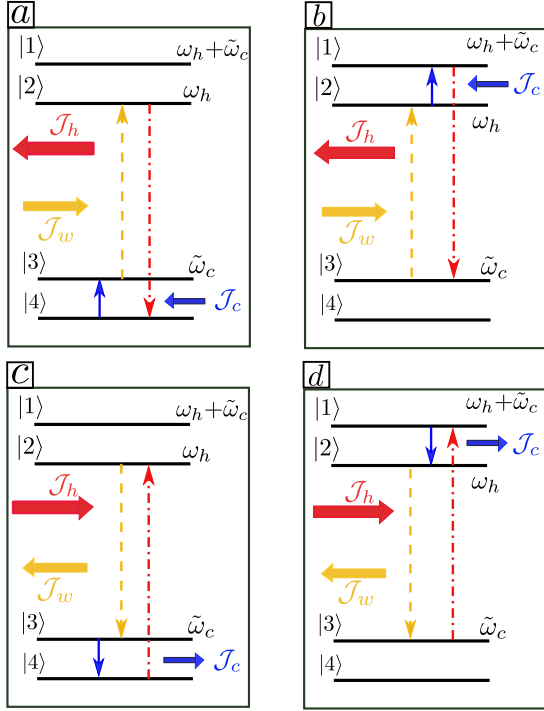 a
|1⟩ ω_h+ω̃_c
|2⟩ ω_h
𝒥_h
𝒥_w
|3⟩ ω̃_c
|4⟩ 𝒥_c
b
|1⟩ ω_h+ω̃_c
|2⟩ 𝒥_c
ω_h
𝒥_h
𝒥_w
|3⟩ ω̃_c
|4⟩
c
|1⟩ ω_h+ω̃_c
|2⟩ ω_h
𝒥_h
𝒥_w
|3⟩ ω̃_c
|4⟩ 𝒥_c
d
|1⟩ ω_h+ω̃_c
|2⟩ 𝒥_c
ω_h
𝒥_h
𝒥_w
|3⟩ ω̃_c
|4⟩